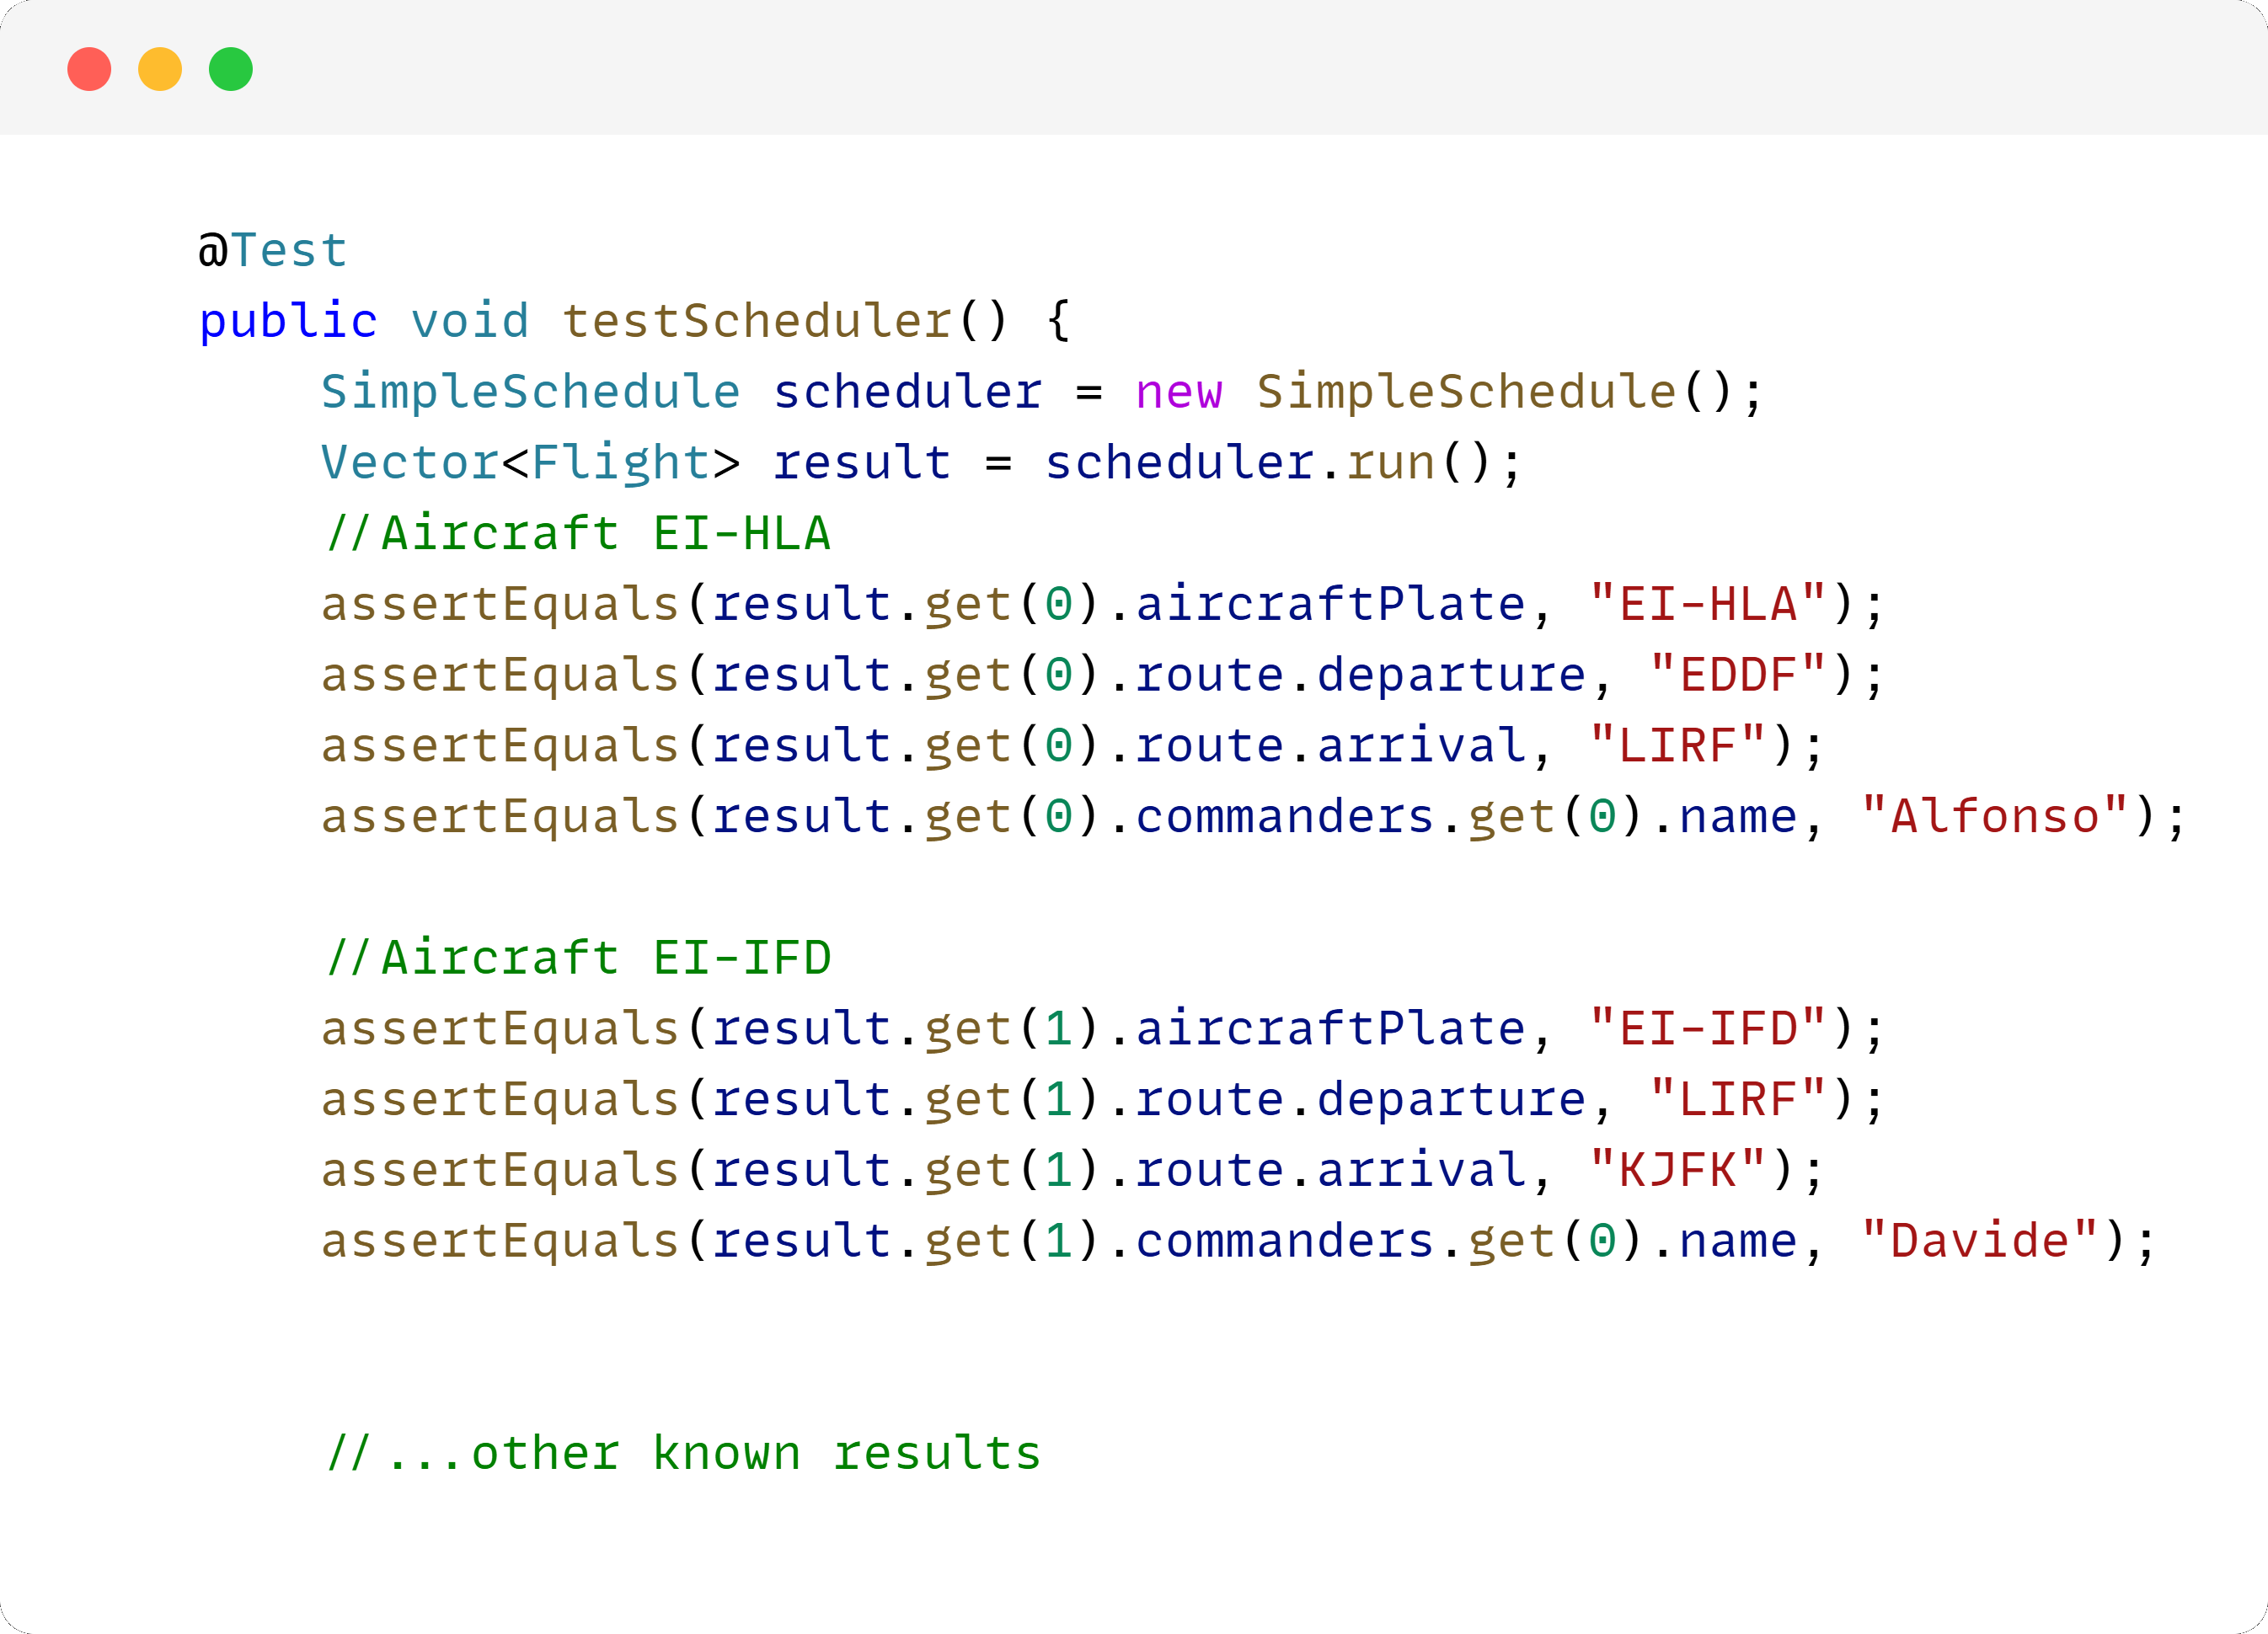 @Test
public void testScheduler() {
    SimpleSchedule scheduler = new SimpleSchedule();
    Vector<Flight> result = scheduler.run();
    //Aircraft EI-HLA
    assertEquals(result.get(0).aircraftPlate, "EI-HLA");
    assertEquals(result.get(0).route.departure, "EDDF");
    assertEquals(result.get(0).route.arrival, "LIRF");
    assertEquals(result.get(0).commanders.get(0).name, "Alfonso");
    //Aircraft EI-IFD
    assertEquals(result.get(1).aircraftPlate, "EI-IFD");
    assertEquals(result.get(1).route.departure, "LIRF");
    assertEquals(result.get(1).route.arrival, "KJFK");
    assertEquals(result.get(1).commanders.get(0).name, "Davide");
    //...other known results